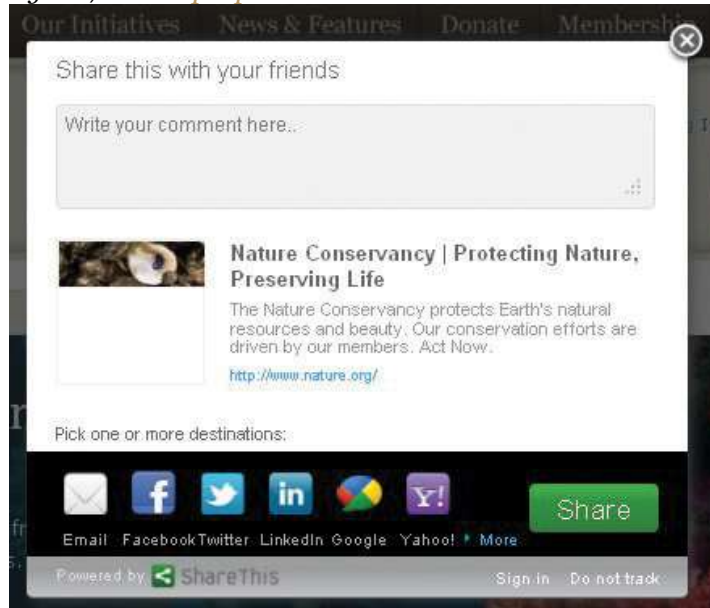 Our Initiatives News & Features Donate Membership
Share this with your friends
Write your comment here..
Nature Conservancy | Protecting Nature,
Preserving Life
The Nature Conservancy protects Earth's natural
resources and beauty. Our conservation efforts are
driven by our members. Act Now.
http://www.nature.org/
Pick one or more destinations:
Share
Email Facebook Twitter LinkedIn Google Yahoo! More
Powered by ShareThis Sign in Do not track